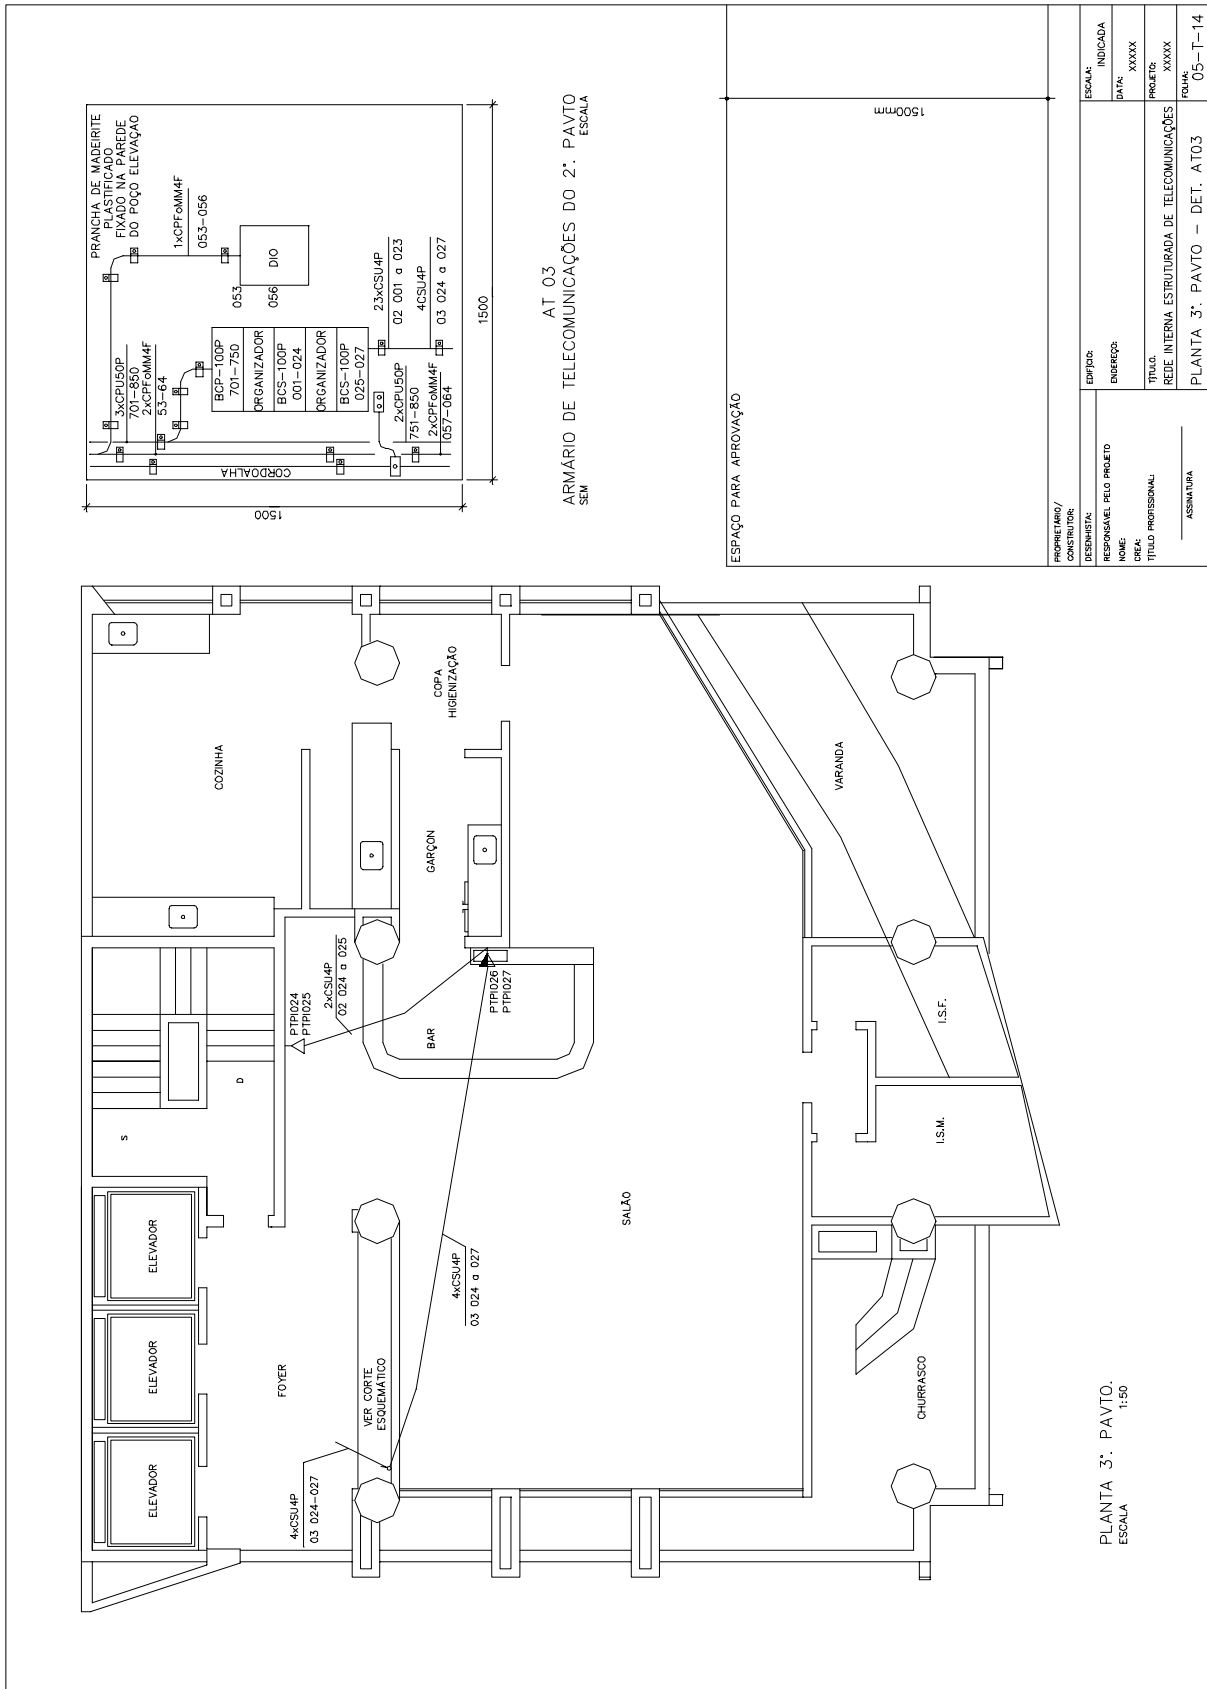 PRANCHA DE MADEIRITE
PLASTIFICADO
FIXADO NA PAREDE
DO POÇO ELEVAÇÃO
1xCPFoMM4F
053-056
DIO
053
056
3xCPU50P
701-850
2xCPFoMM4F
53-64
BCP-100P
701-750
ORGANIZADOR
BCS-100P
001-024
ORGANIZADOR
BCS-100P
025-027
23xCSU4P
02 001 a 023
4CSU4P
03 024 a 027
2xCPU50P
751-850
2xCPFoMM4F
057-064
CORDOALHA
1500
1500
AT 03
ARMÁRIO DE TELECOMUNICAÇÕES DO 2°. PAVTO
SEM ESCALA
ELEVADOR
ELEVADOR
ELEVADOR
S
D
FOYER
COZINHA
COPA
HIGIENIZAÇÃO
GARÇON
BAR
PTPI024
PTPI025
2xCSU4P
02 024 a 025
PTPI026
PTPI027
4xCSU4P
03 024-027
VER CORTE
ESQUEMÁTICO
4xCSU4P
03 024 a 027
SALÃO
VARANDA
I.S.F.
I.S.M.
CHURRASCO
PLANTA 3°. PAVTO.
ESCALA 1:50
ESPAÇO PARA APROVAÇÃO
1500mm
PROPRIETÁRIO/
CONSTRUTOR:
DESENHISTA:
RESPONSÁVEL PELO PROJETO
NOME:
CREA:
TÍTULO PROFISSIONAL:
ASSINATURA
EDIFÍCIO:
ENDEREÇO:
TÍTULO.
REDE INTERNA ESTRUTURADA DE TELECOMUNICAÇÕES
PLANTA 3°. PAVTO - DET. AT03
ESCALA:
INDICADA
DATA:
XXXXX
PROJETO:
XXXXX
FOLHA:
05-T-14